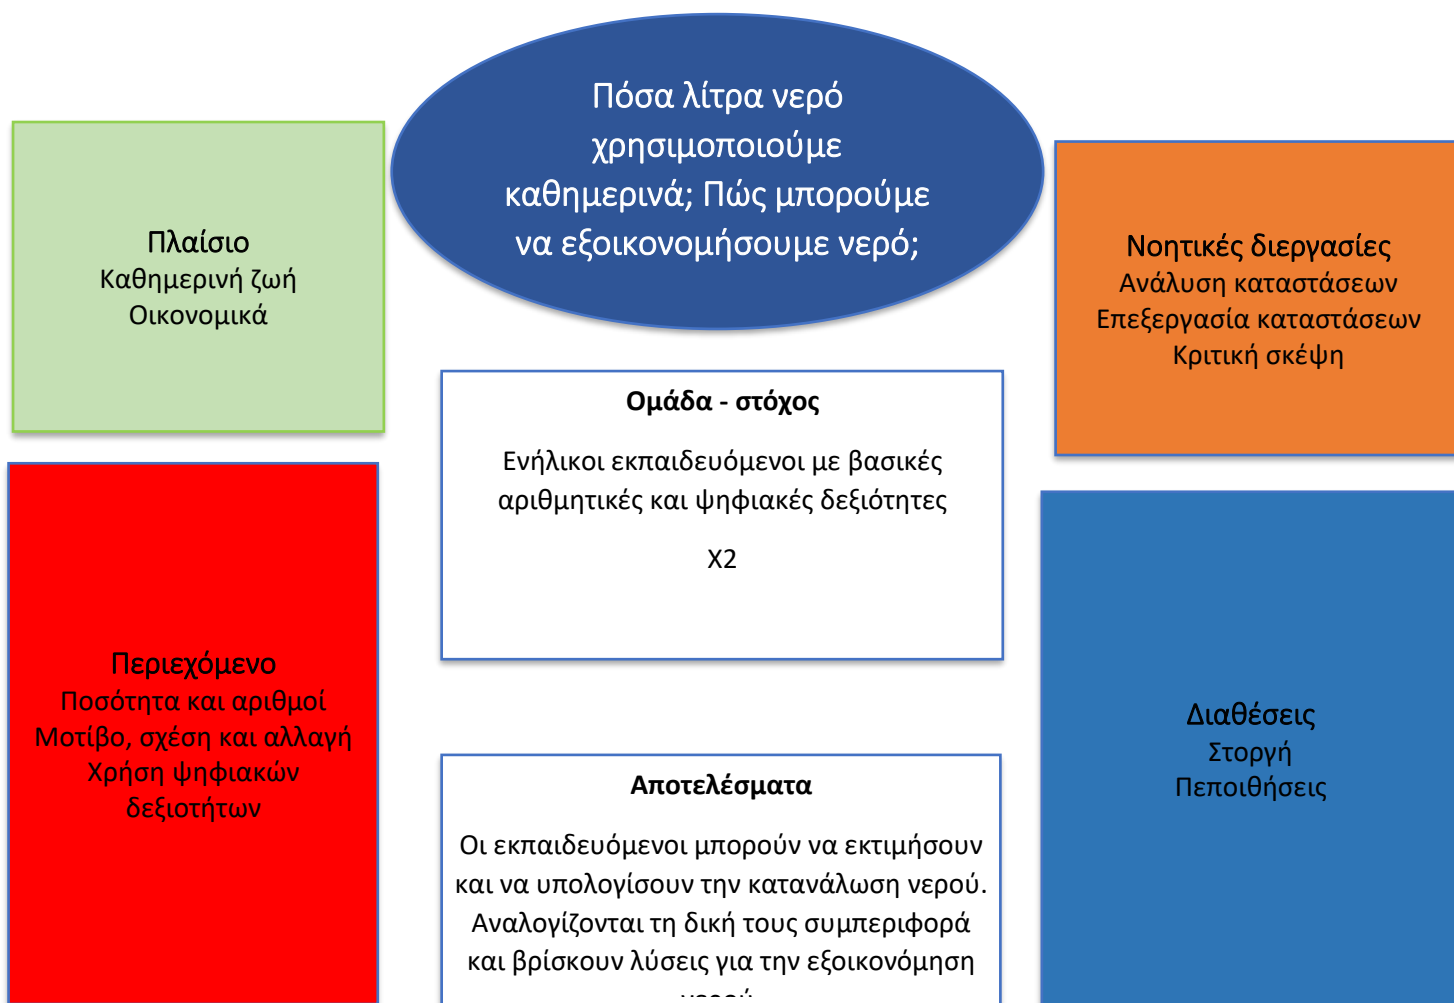 Πόσα λίτρα νερό
χρησιμοποιούμε
καθημερινά; Πώς μπορούμε
να εξοικονομήσουμε νερό;
Πλαίσιο
Καθημερινή ζωή
Οικονομικά
Νοητικές διεργασίες
Ανάλυση καταστάσεων
Επεξεργασία καταστάσεων
Κριτική σκέψη
Ομάδα - στόχος
Ενήλικοι εκπαιδευόμενοι με βασικές
αριθμητικές και ψηφιακές δεξιότητες
X2
Περιεχόμενο
Ποσότητα και αριθμοί
Μοτίβο, σχέση και αλλαγή
Χρήση ψηφιακών
δεξιοτήτων
Διαθέσεις
Στοργή
Πεποιθήσεις
Αποτελέσματα
Οι εκπαιδευόμενοι μπορούν να εκτιμήσουν
και να υπολογίσουν την κατανάλωση νερού.
Αναλογίζονται τη δική τους συμπεριφορά
και βρίσκουν λύσεις για την εξοικονόμηση